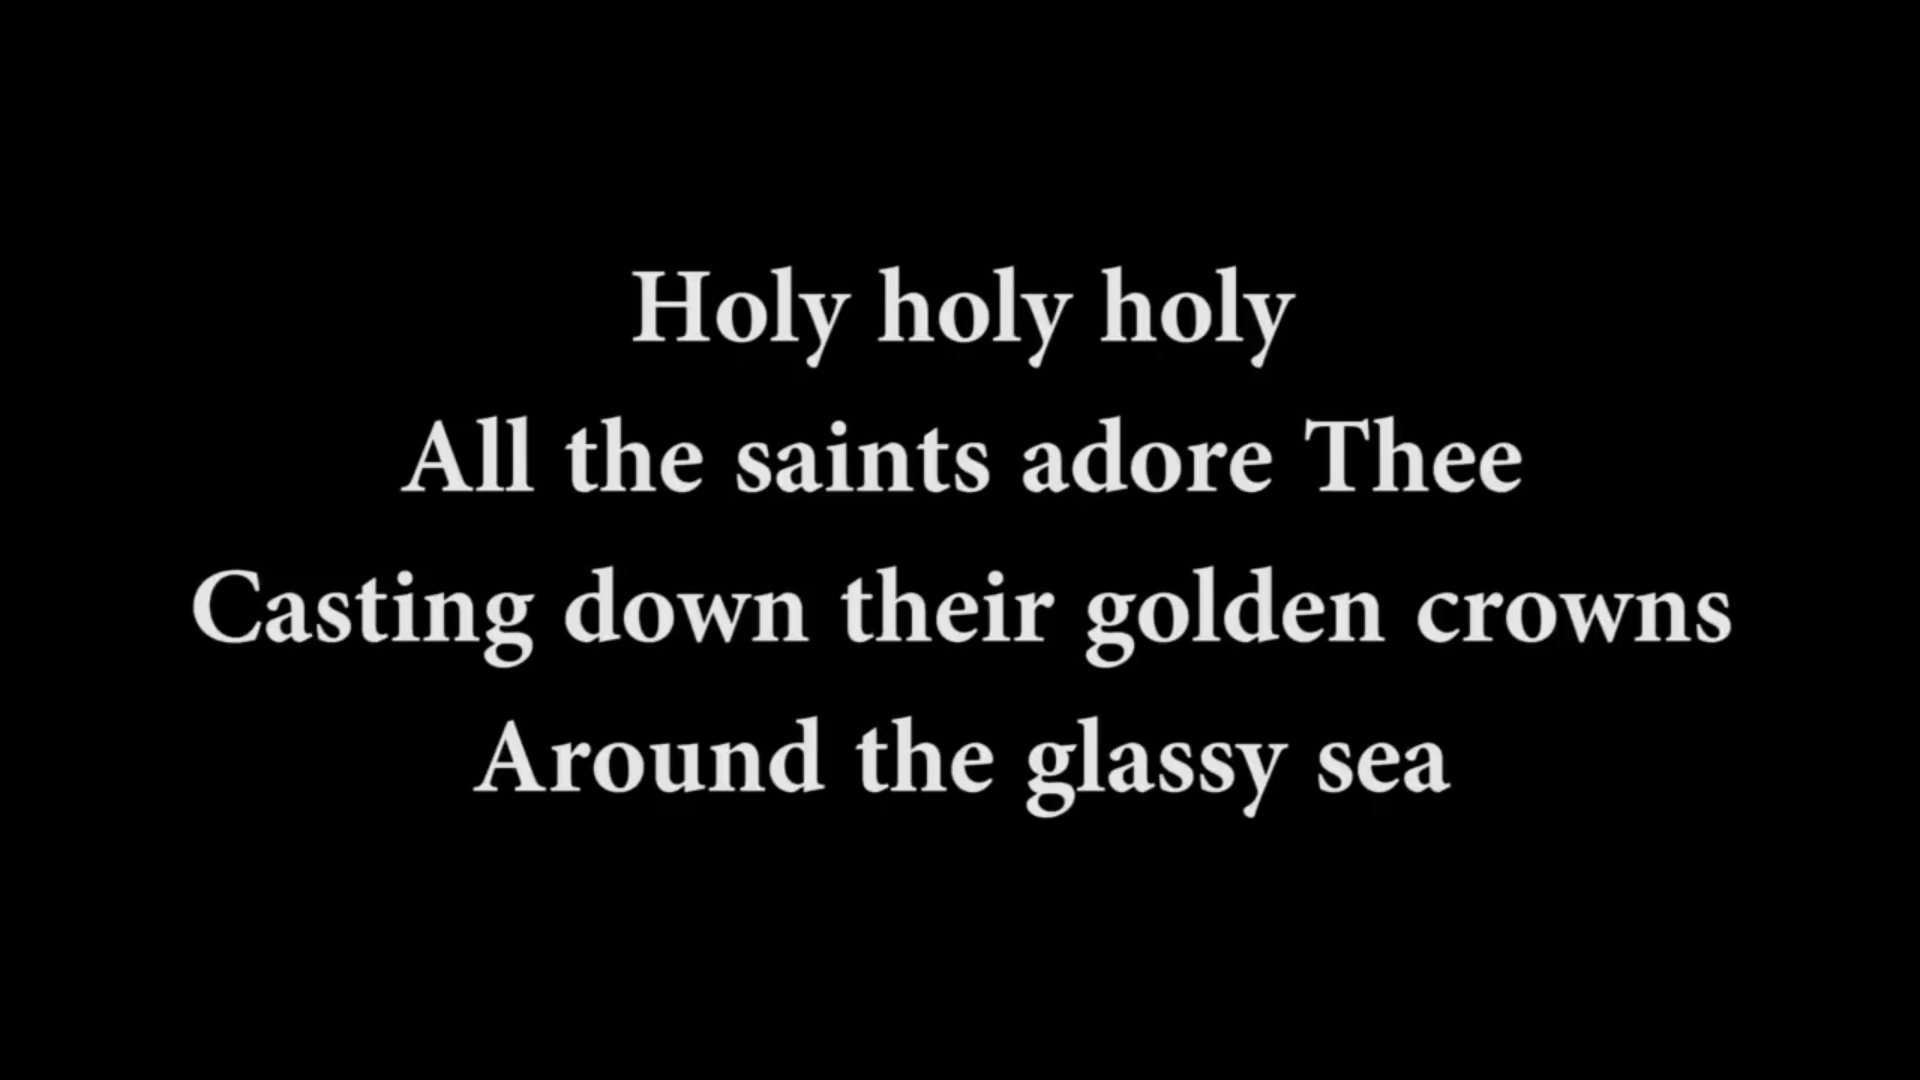 Holy holy holy
All the saints adore Thee
Casting down their golden crowns
Around the glassy sea